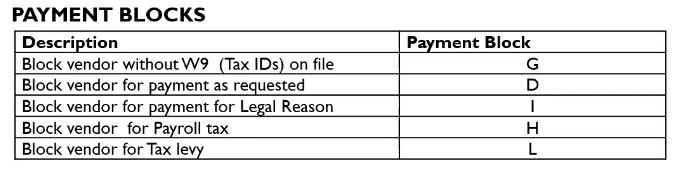 PAYMENT BLOCKS
Description Payment Block
Block vendor without W9 (Tax IDs) on file G
Block vendor for payment as requested D
Block vendor for payment for Legal Reason I
Block vendor for Payroll tax H
Block vendor for Tax levy L